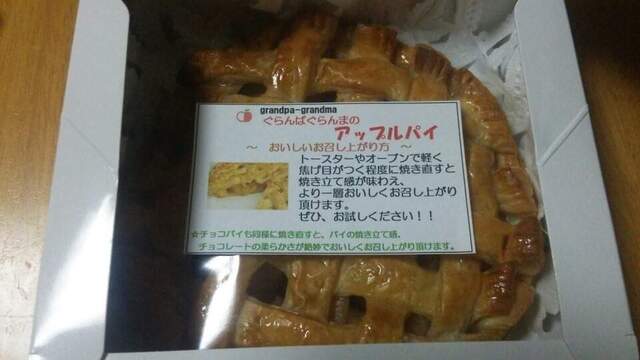 grandpa-grandma
ぐらんぱぐらんまの
アップルパイ
～ おいしいお召し上がり方 ～
トースターやオーブンで軽く
焦げ目がつく程度に焼き直すと
焼き立て感が味わえ、
より一層おいしくお召し上がり
頂けます。
ぜひ、お試しください！！
☆チョコパイも同様に焼き直すと、パイの焼き立て感、
チョコレートの柔らかさが絶妙でおいしくお召し上がり頂けます。